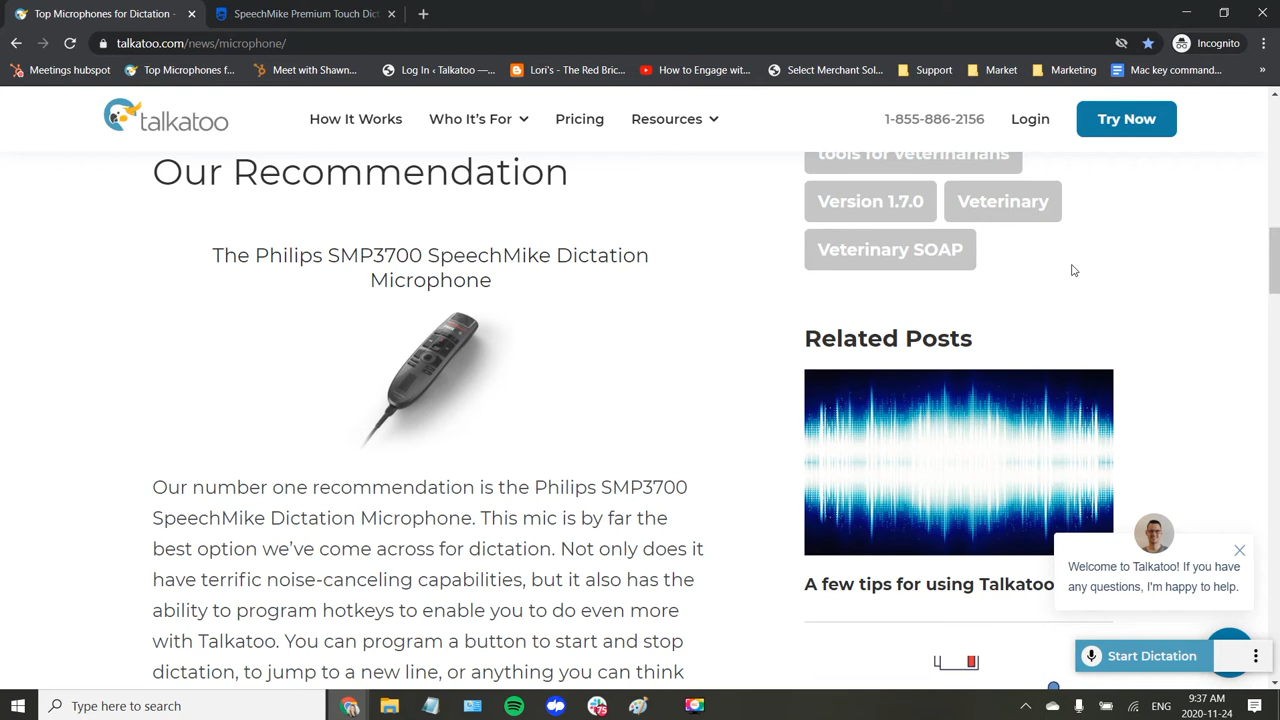 Top Microphones for Dictation -
SpeechMike Premium Touch Dict
talkatoo.com/news/microphone/
Incognito
Meetings hubspot
Top Microphones f...
Meet with Shawn...
Log In ‹ Talkatoo —...
Lori's - The Red Bric...
How to Engage wit...
Select Merchant Sol...
Support
Market
Marketing
Mac key command...
»
talkatoo
How It Works
Who It's For
Pricing
Resources
1-855-886-2156
Login
Try Now
Our Recommendation
The Philips SMP3700 SpeechMike Dictation
Microphone
Our number one recommendation is the Philips SMP3700
SpeechMike Dictation Microphone. This mic is by far the
best option we've come across for dictation. Not only does it
have terrific noise-canceling capabilities, but it also has the
ability to program hotkeys to enable you to do even more
with Talkatoo. You can program a button to start and stop
dictation, to jump to a new line, or anything you can think
tools for veterinarians
Version 1.7.0
Veterinary
Veterinary SOAP
Related Posts
A few tips for using Talkatoo
Welcome to Talkatoo! If you have
any questions, I'm happy to help.
Start Dictation
Type here to search
75
ENG
9:37 AM
2020-11-24